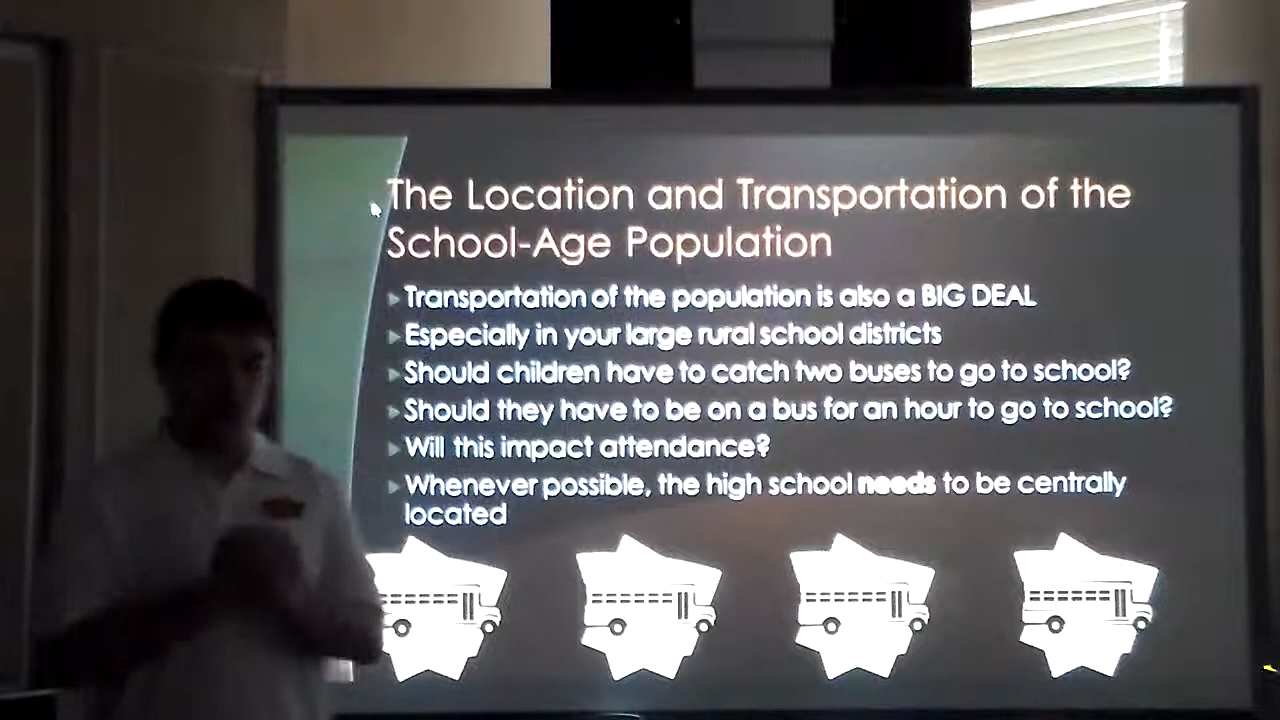 The Location and Transportation of the
School-Age Population
Transportation of the population is also a BIG DEAL
Especially in your large rural school districts
Should children have to catch two buses to go to school?
Should they have to be on a bus for an hour to go to school?
Will this impact attendance?
Whenever possible, the high school needs to be centrally
located